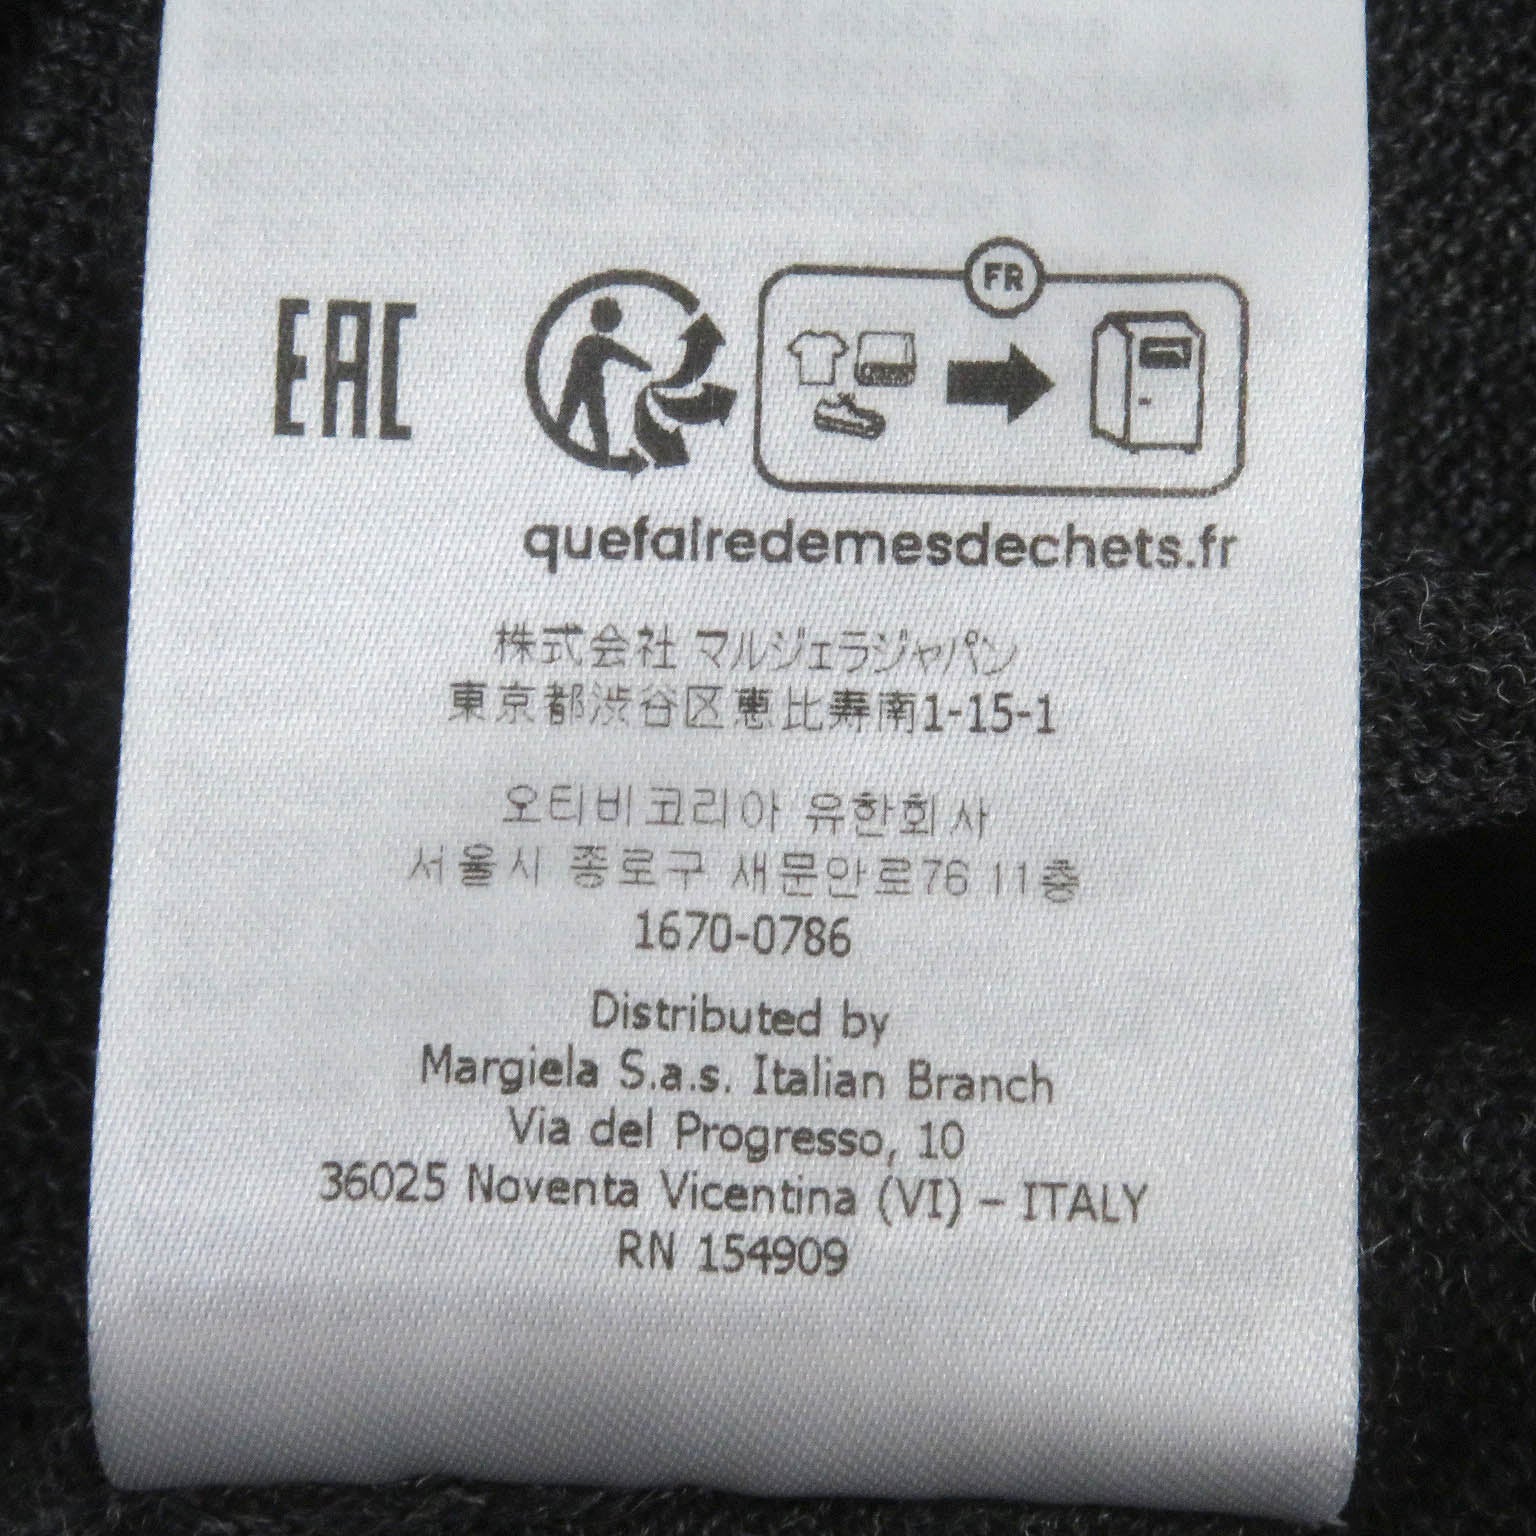 EAC
FR
quefairedemesdechets.fr
株式会社 マルジェラジャパン
東京都渋谷区恵比寿南1-15-1
오티비코리아 유한회사
서울시 종로구 새문안로76 11층
1670-0786
Distributed by
Margiela S.a.s. Italian Branch
Via del Progresso, 10
36025 Noventa Vicentina (VI) – ITALY
RN 154909